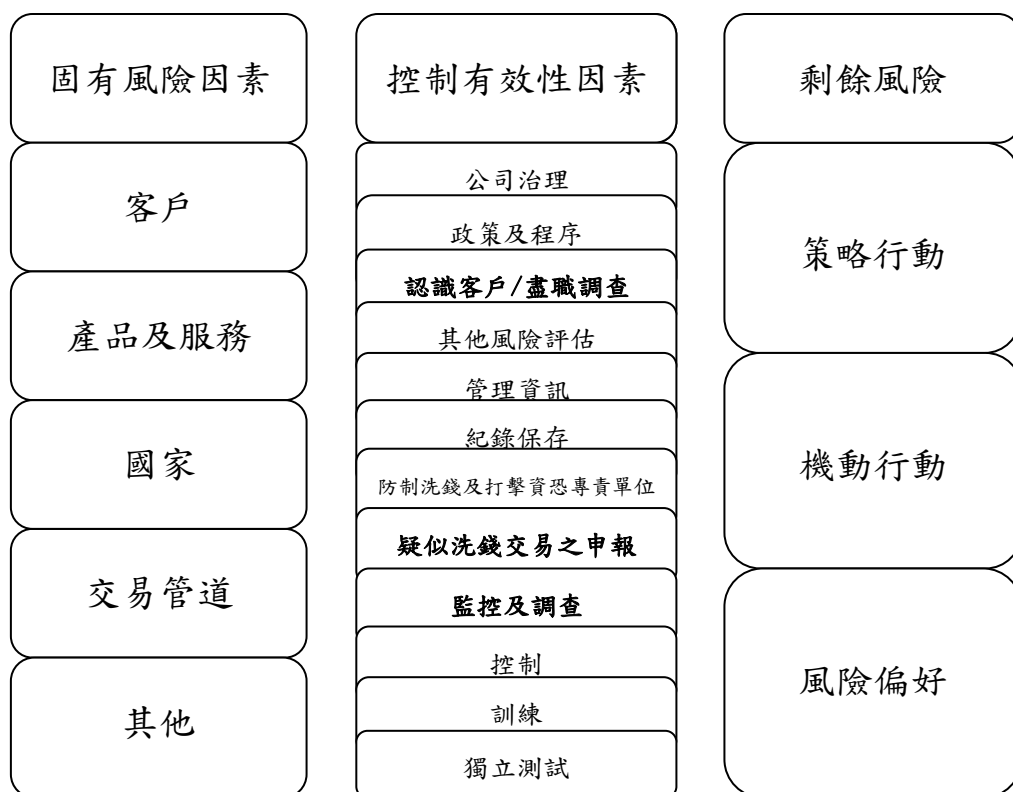 固有風險因素
客戶
產品及服務
國家
交易管道
其他
控制有效性因素
公司治理
政策及程序
認識客戶/盡職調查
其他風險評估
管理資訊
紀錄保存
防制洗錢及打擊資恐專責單位
疑似洗錢交易之申報
監控及調查
控制
訓練
獨立測試
剩餘風險
策略行動
機動行動
風險偏好